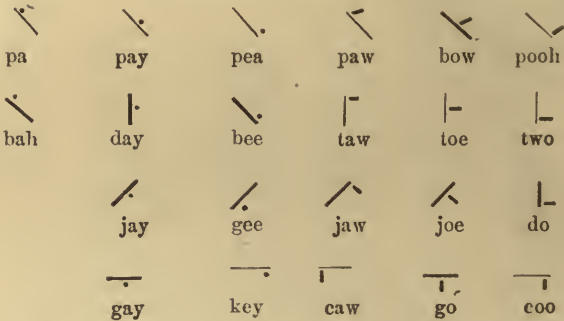 pa pay pea paw bow pooh
bah day bee taw toe two
jay gee jaw joe do
gay key caw go coo